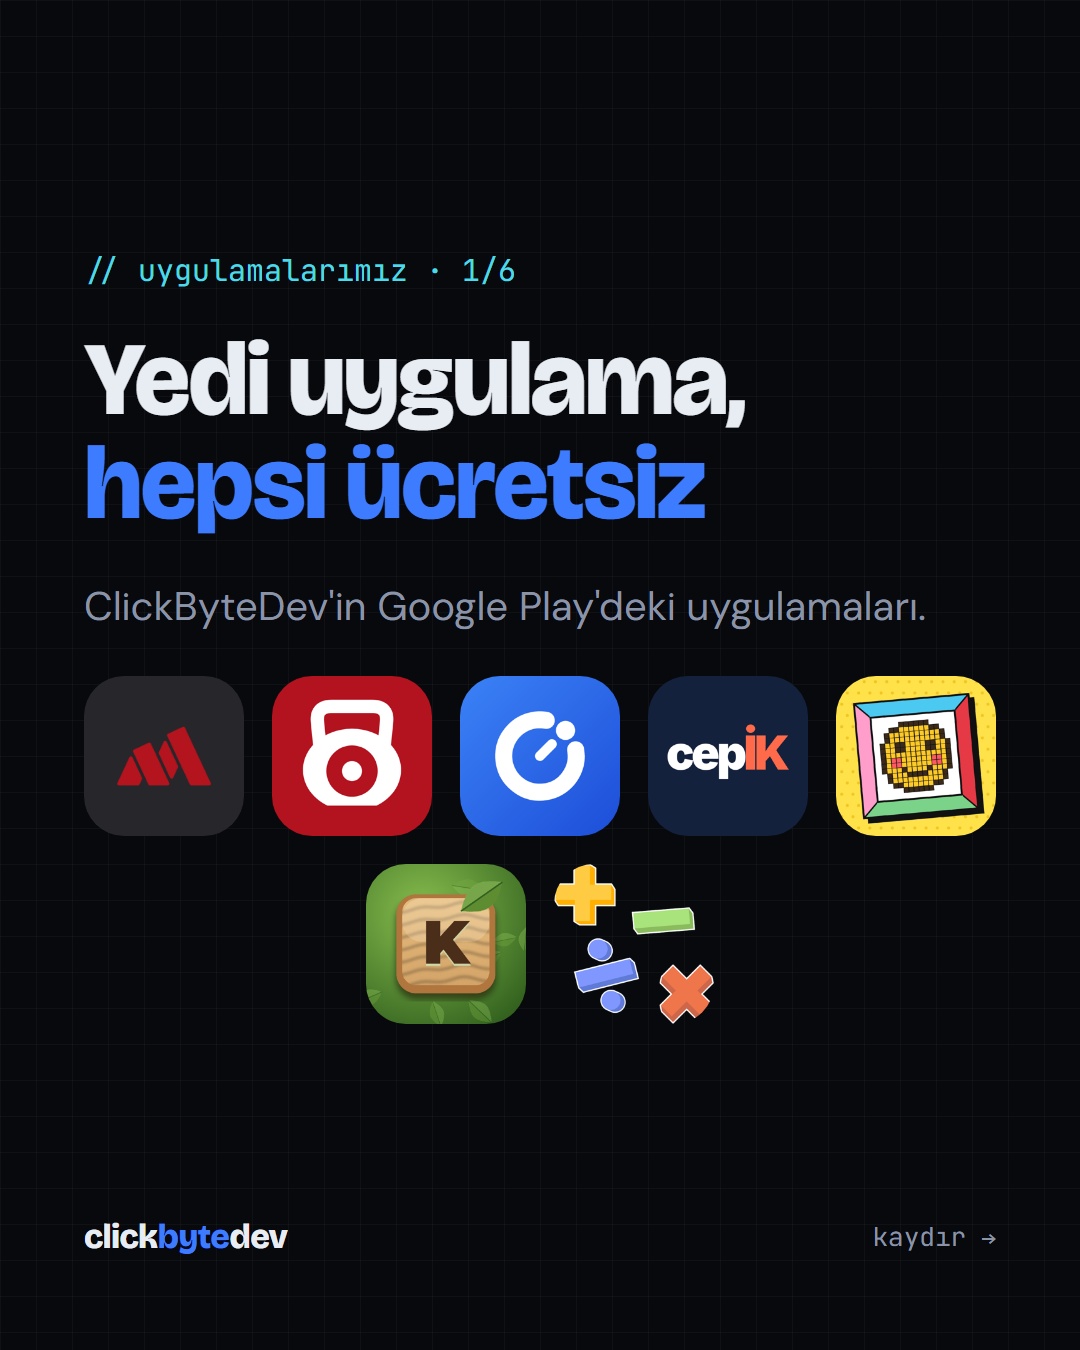 // uygulamalarımız · 1/6
Yedi uygulama,
hepsi ücretsiz
ClickByteDev'in Google Play'deki uygulamaları.
cepiK
K
clickbytedev
kaydır →